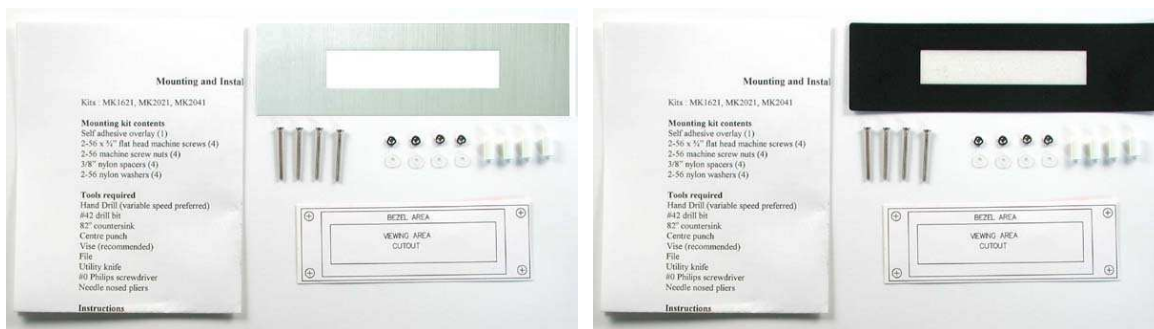 Mounting and Instal
Kits : MK1621, MK2021, MK2041
Mounting kit contents
Self adhesive overlay (1)
2-56 x ¾" flat head machine screws (4)
2-56 machine screw nuts (4)
3/8" nylon spacers (4)
2-56 nylon washers (4)
Tools required
Hand Drill (variable speed preferred)
#42 drill bit
82° countersink
Centre punch
Vise (recommended)
File
Utility knife
#0 Philips screwdriver
Needle nosed pliers
Instructions
BEZEL AREA
VIEWING AREA
CUTOUT
Mounting and Instal
Kits : MK1621, MK2021, MK2041
Mounting kit contents
Self adhesive overlay (1)
2-56 x ¾" flat head machine screws (4)
2-56 machine screw nuts (4)
3/8" nylon spacers (4)
2-56 nylon washers (4)
Tools required
Hand Drill (variable speed preferred)
#42 drill bit
82° countersink
Centre punch
Vise (recommended)
File
Utility knife
#0 Philips screwdriver
Needle nosed pliers
Instructions
BEZEL AREA
VIEWING AREA
CUTOUT